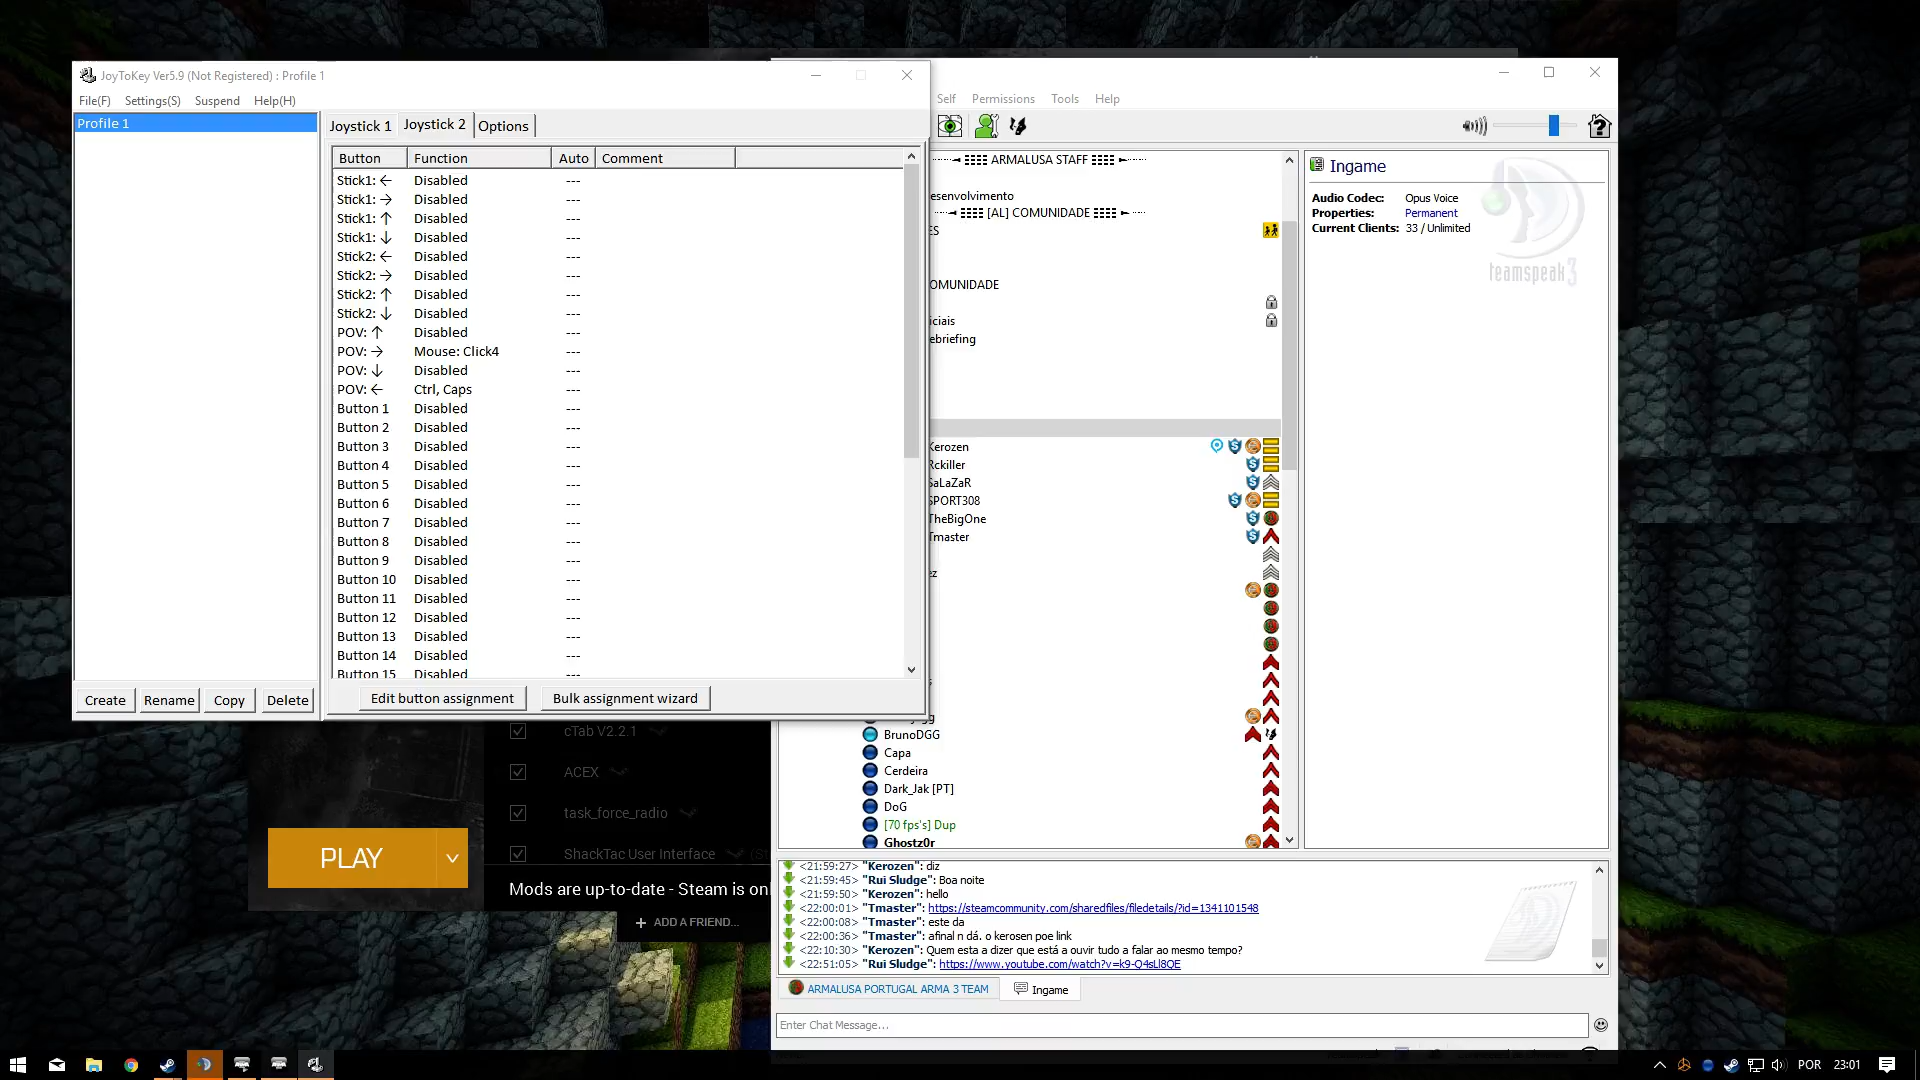 JoyToKey Ver5.9 (Not Registered) : Profile 1
File(F) Settings(S) Suspend Help(H)
Profile 1
Create Rename Copy Delete
Joystick 1 Joystick 2 Options
Button Function Auto Comment
Stick1: ← Disabled ---
Stick1: → Disabled ---
Stick1: ↑ Disabled ---
Stick1: ↓ Disabled ---
Stick2: ← Disabled ---
Stick2: → Disabled ---
Stick2: ↑ Disabled ---
Stick2: ↓ Disabled ---
POV: ↑ Disabled ---
POV: → Mouse: Click4 ---
POV: ↓ Disabled ---
POV: ← Ctrl, Caps ---
Button 1 Disabled ---
Button 2 Disabled ---
Button 3 Disabled ---
Button 4 Disabled ---
Button 5 Disabled ---
Button 6 Disabled ---
Button 7 Disabled ---
Button 8 Disabled ---
Button 9 Disabled ---
Button 10 Disabled ---
Button 11 Disabled ---
Button 12 Disabled ---
Button 13 Disabled ---
Button 14 Disabled ---
Button 15 Disabled ---
Edit button assignment Bulk assignment wizard
Self Permissions Tools Help
ARMALUSA STAFF
esenvolvimento
[AL] COMUNIDADE
ES
OMUNIDADE
iciais
ebriefing
Kerozen
Rckiller
SaLaZaR
SPORT308
TheBigOne
Tmaster
ez
BrunoDGG
Capa
Cerdeira
Dark_Jak [PT]
DoG
[70 fps's] Dup
Ghostz0r
Ingame
Audio Codec: Opus Voice
Properties: Permanent
Current Clients: 33 / Unlimited
teamspeak3
<21:59:27> "Kerozen": diz
<21:59:45> "Rui Sludge": Boa noite
<21:59:50> "Kerozen": hello
<22:00:01> "Tmaster": https://steamcommunity.com/sharedfiles/filedetails/?id=1341101548
<22:00:08> "Tmaster": este da
<22:00:36> "Tmaster": afinal n dá. o kerosen poe link
<22:10:30> "Kerozen": Quem esta a dizer que está a ouvir tudo a falar ao mesmo tempo?
<22:51:05> "Rui Sludge": https://www.youtube.com/watch?v=k9-Q4sLl8QE
ARMALUSA PORTUGAL ARMA 3 TEAM Ingame
Enter Chat Message...
cTab V2.2.1
ACEX
task_force_radio
ShackTac User Interface
PLAY
Mods are up-to-date - Steam is onl
+ ADD A FRIEND...
POR 23:01